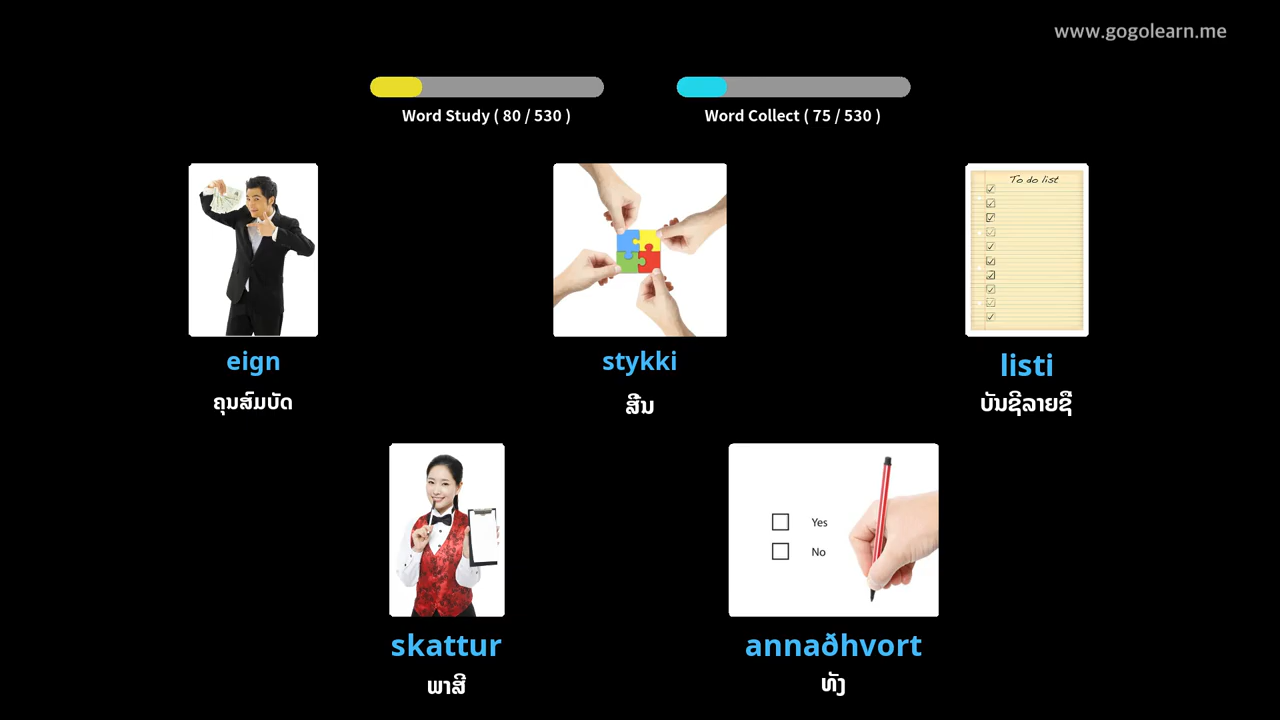 www.gogolearn.me
Word Study ( 80 / 530 )
Word Collect ( 75 / 530 )
To do list
eign
stykki
listi
ຄຸນສົມບັດ
ສິ້ນ
ບັນຊີລາຍຊື່
Yes
No
skattur
annaðhvort
ພາສີ
ທັງ